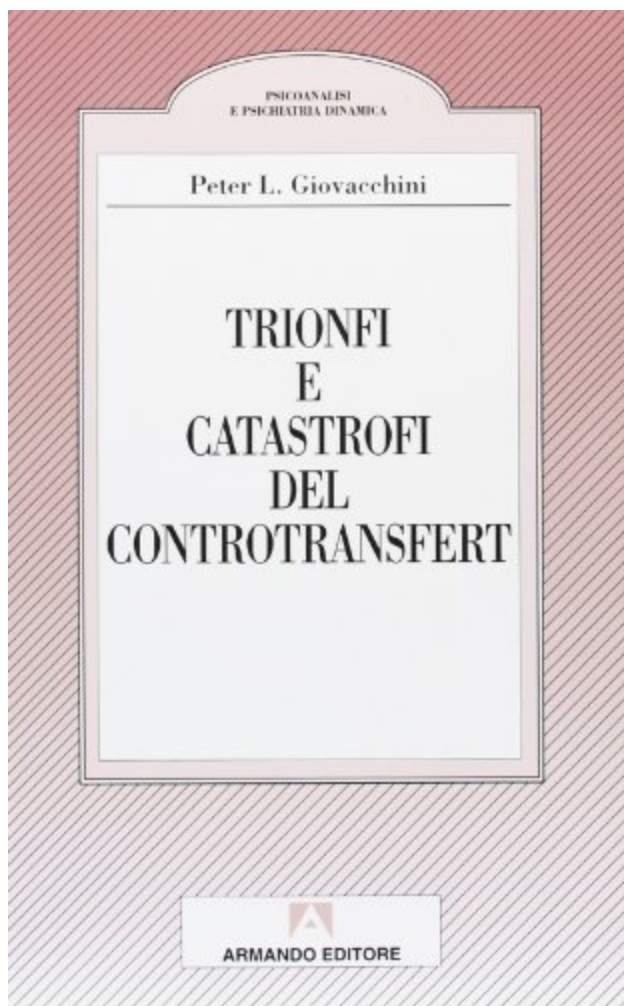 PSICOANALISI
E PSICHIATRIA DINAMICA
Peter L. Giovacchini
TRIONFI
E
CATASTROFI
DEL
CONTROTRANSFERT
ARMANDO EDITORE